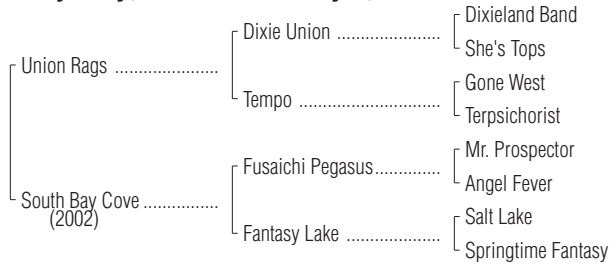 Dixieland Band
Dixie Union ....................
She's Tops
Union Rags ....................
Gone West
Tempo ...........................
Terpsichorist
Mr. Prospector
Fusaichi Pegasus.............
Angel Fever
South Bay Cove ...............
(2002)
Salt Lake
Fantasy Lake ..................
Springtime Fantasy